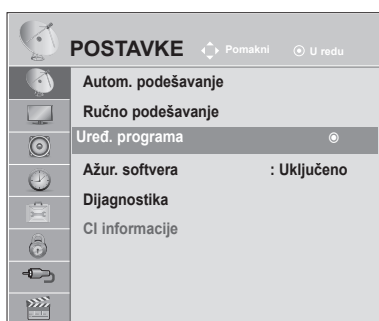 POSTAVKE Pomakni U redu
Autom. podešavanje
Ručno podešavanje
Uređ. programa
Ažur. softvera : Uključeno
Dijagnostika
CI informacije